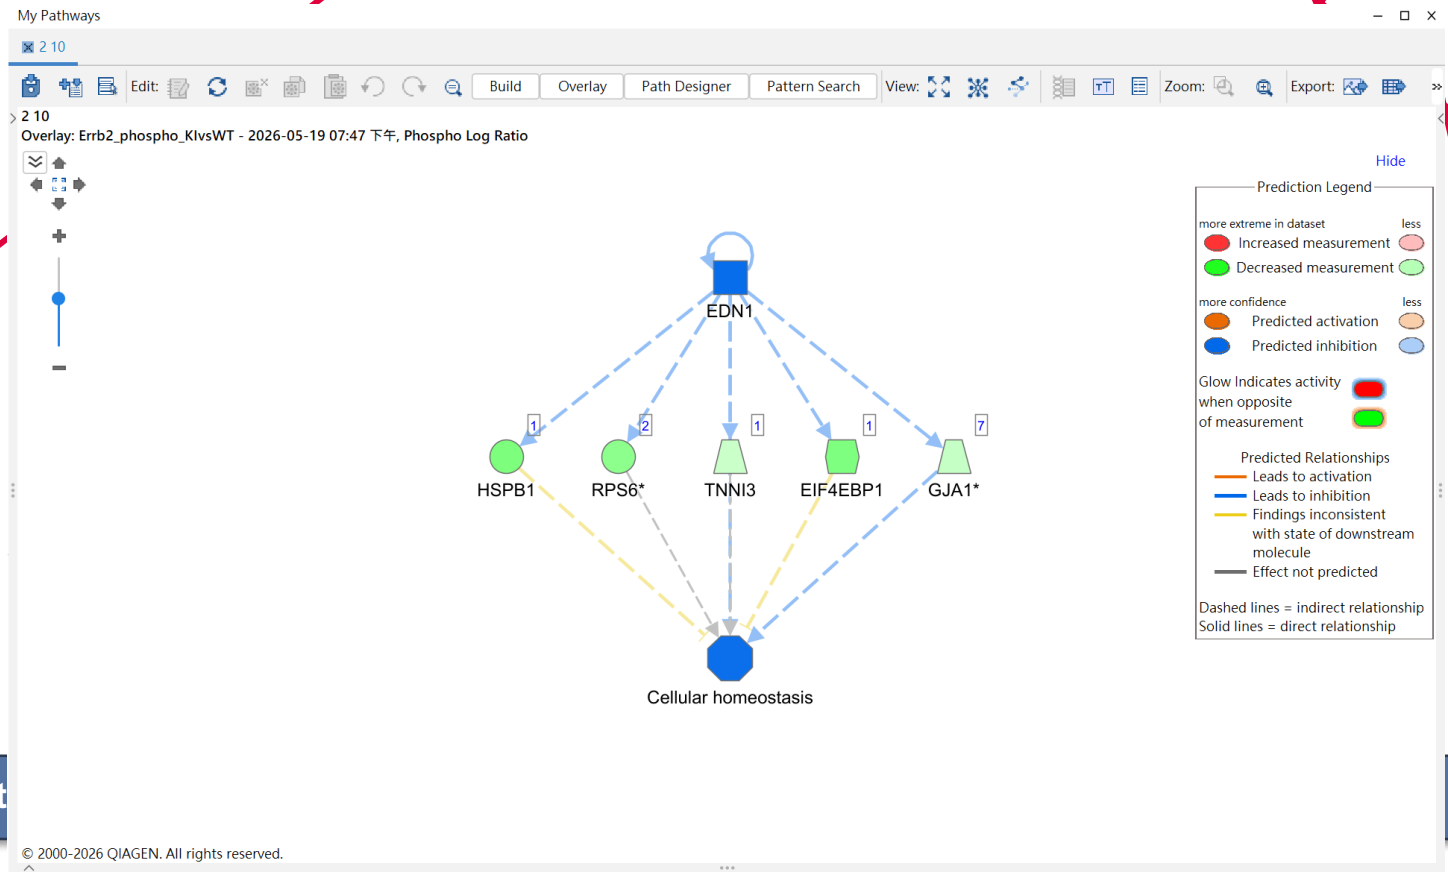 My Pathways
2 10
Edit:
Build
Overlay
Path Designer
Pattern Search
View:
Zoom:
Export:
2 10
Overlay: Errb2_phospho_KIvsWT - 2026-05-19 07:47 下午, Phospho Log Ratio
Hide
Prediction Legend
more extreme in dataset less
Increased measurement
Decreased measurement
more confidence less
Predicted activation
Predicted inhibition
Glow Indicates activity
when opposite
of measurement
Predicted Relationships
Leads to activation
Leads to inhibition
Findings inconsistent
with state of downstream
molecule
Effect not predicted
Dashed lines = indirect relationship
Solid lines = direct relationship
EDN1
1 2 1 1 7
HSPB1 RPS6* TNNI3 EIF4EBP1 GJA1*
Cellular homeostasis
t
© 2000-2026 QIAGEN. All rights reserved.